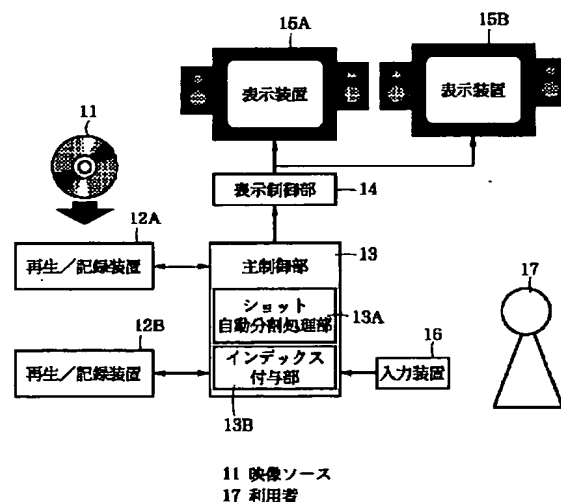 15A
15B
表示装置
表示装置
11
表示制御部
14
12A
再生/記録装置
主制御部
13
17
ショット
自動分割処理部
13A
12B
再生/記録装置
インデックス
付与部
16
入力装置
13B
11 映像ソース
17 利用者